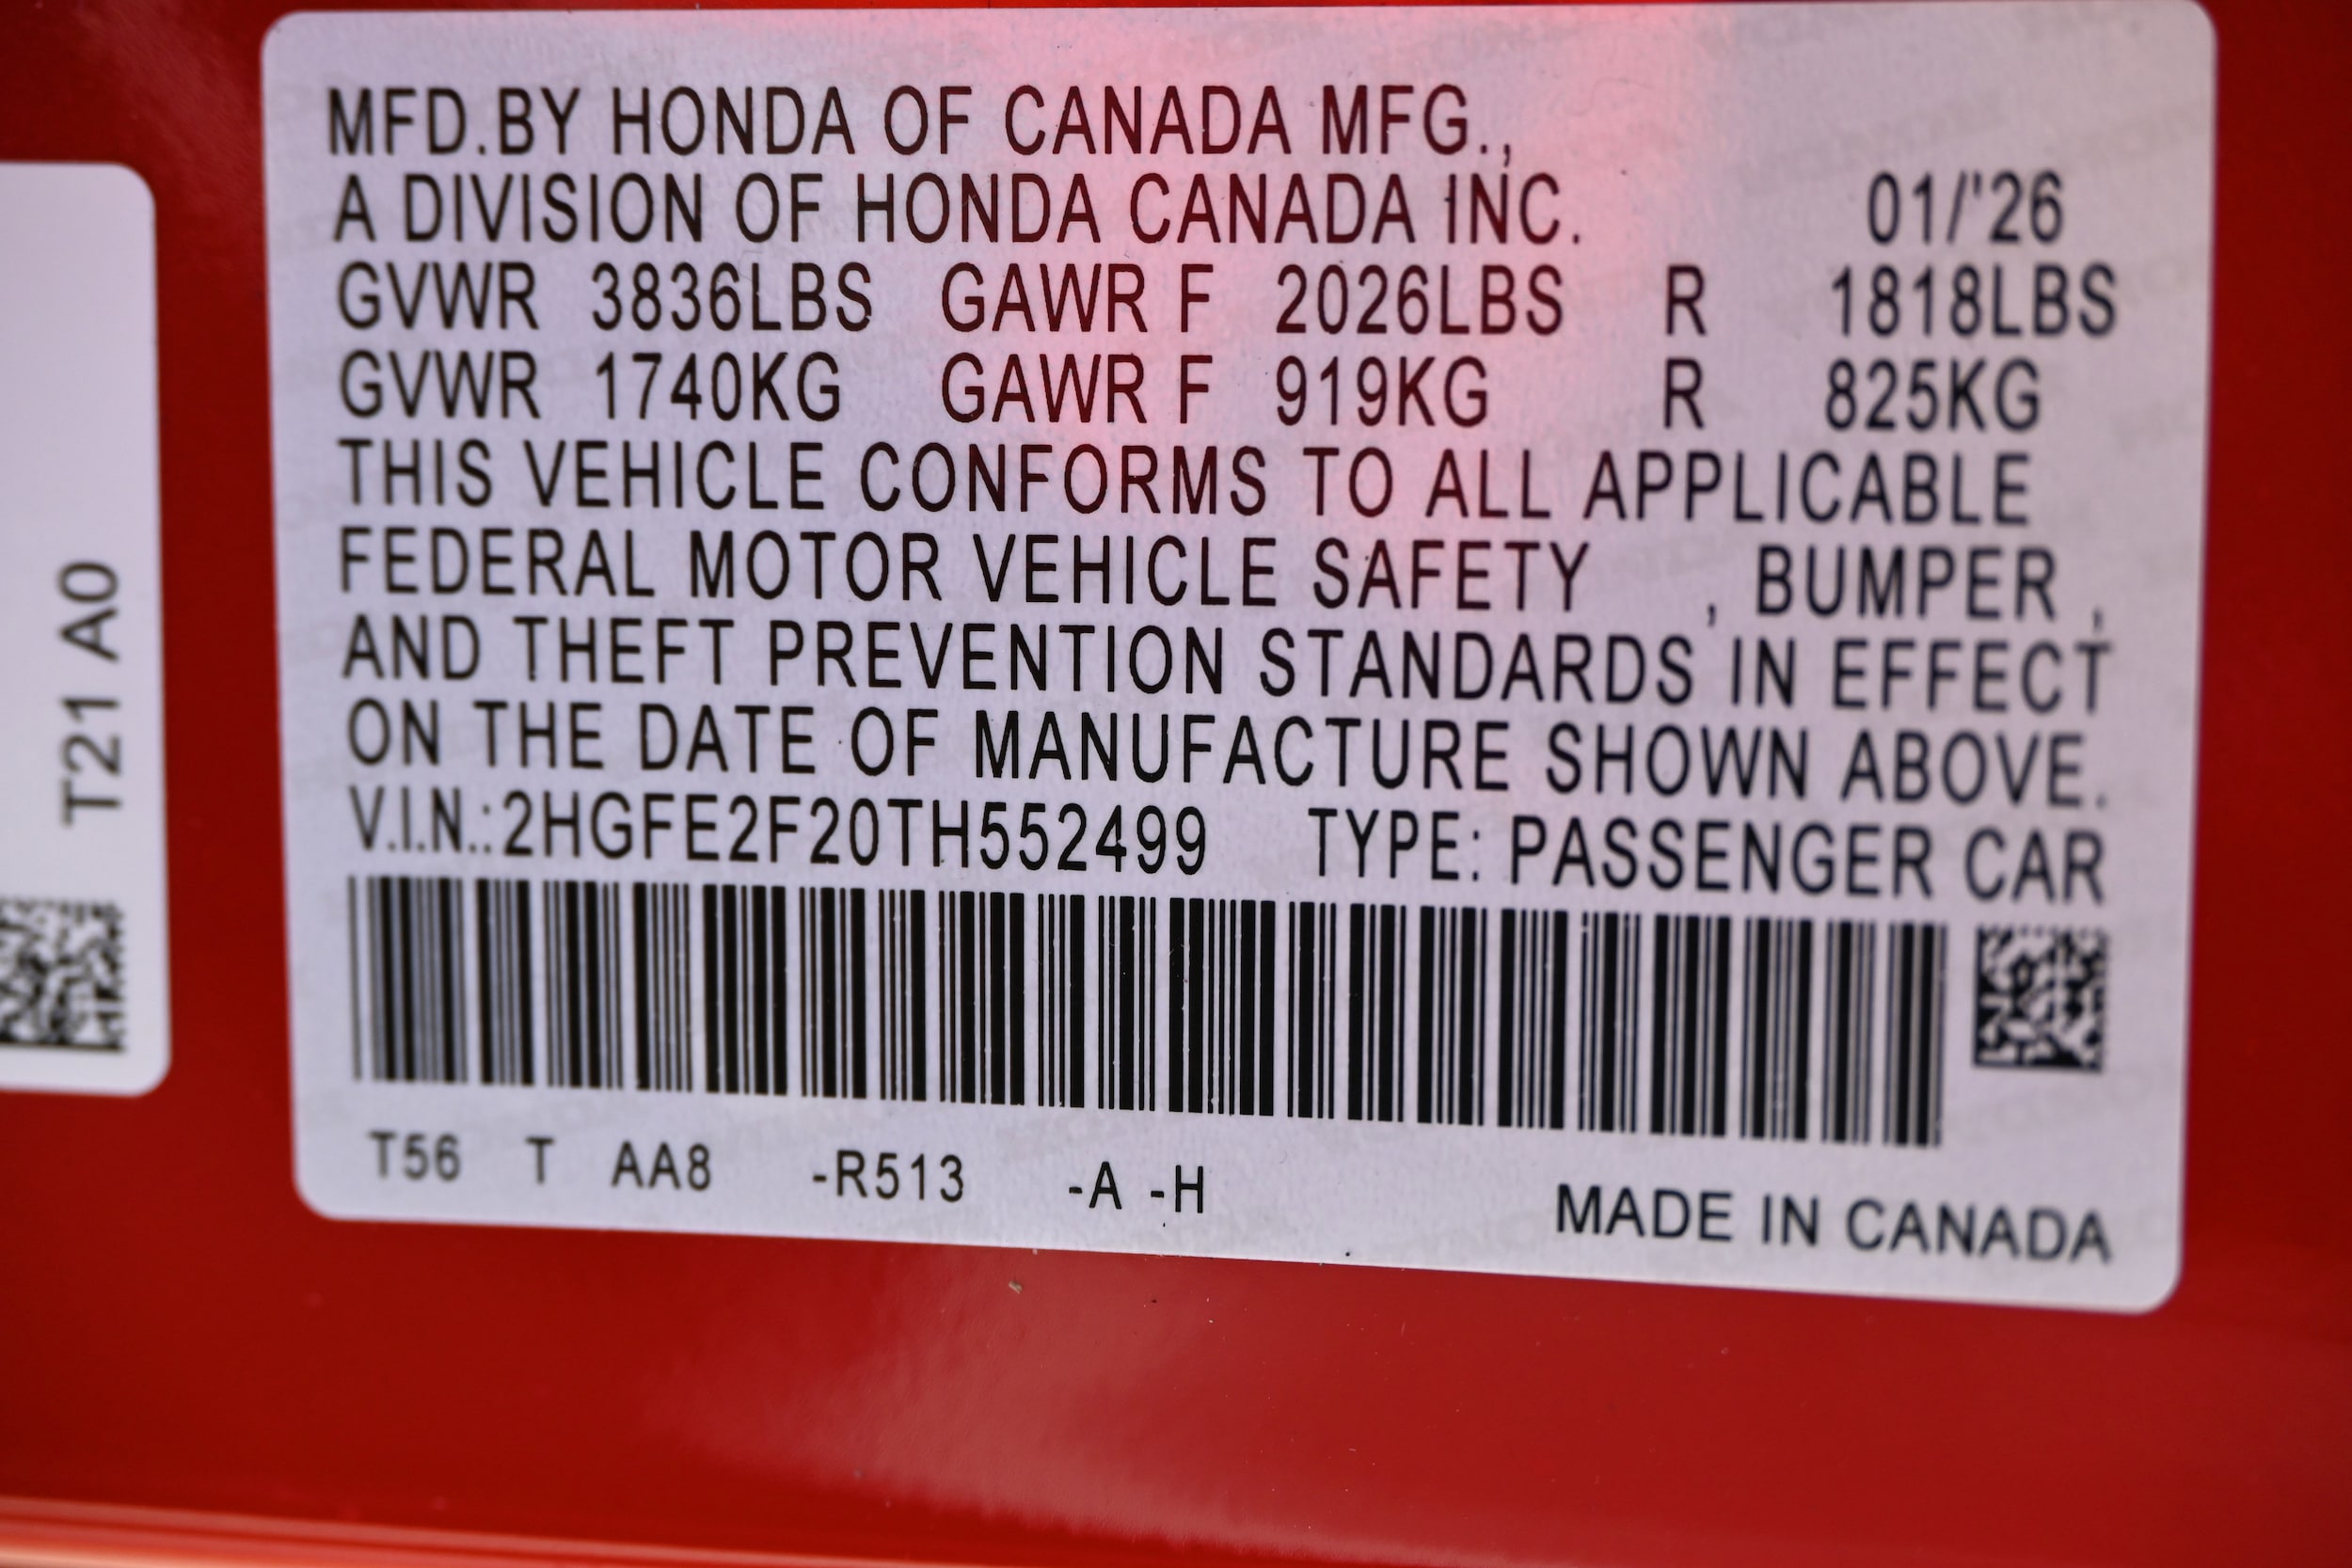 MFD.BY HONDA OF CANADA MFG.,
A DIVISION OF HONDA CANADA INC. 01/'26
GVWR 3836LBS GAWR F 2026LBS R 1818LBS
GVWR 1740KG GAWR F 919KG R 825KG
THIS VEHICLE CONFORMS TO ALL APPLICABLE
FEDERAL MOTOR VEHICLE SAFETY , BUMPER ,
AND THEFT PREVENTION STANDARDS IN EFFECT
ON THE DATE OF MANUFACTURE SHOWN ABOVE.
V.I.N.:2HGFE2F20TH552499 TYPE: PASSENGER CAR
T56 T AA8 -R513 -A -H
MADE IN CANADA
T21 A0